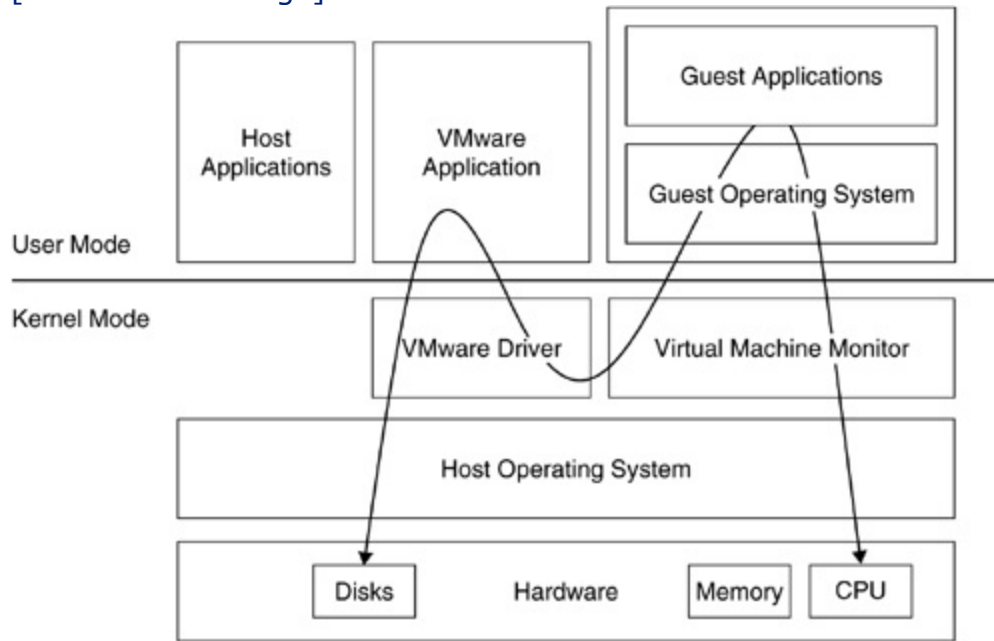 Guest Applications
Host
Applications
VMware
Application
Guest Operating System
User Mode
Kernel Mode
VMware Driver
Virtual Machine Monitor
Host Operating System
Disks
Hardware
Memory
CPU